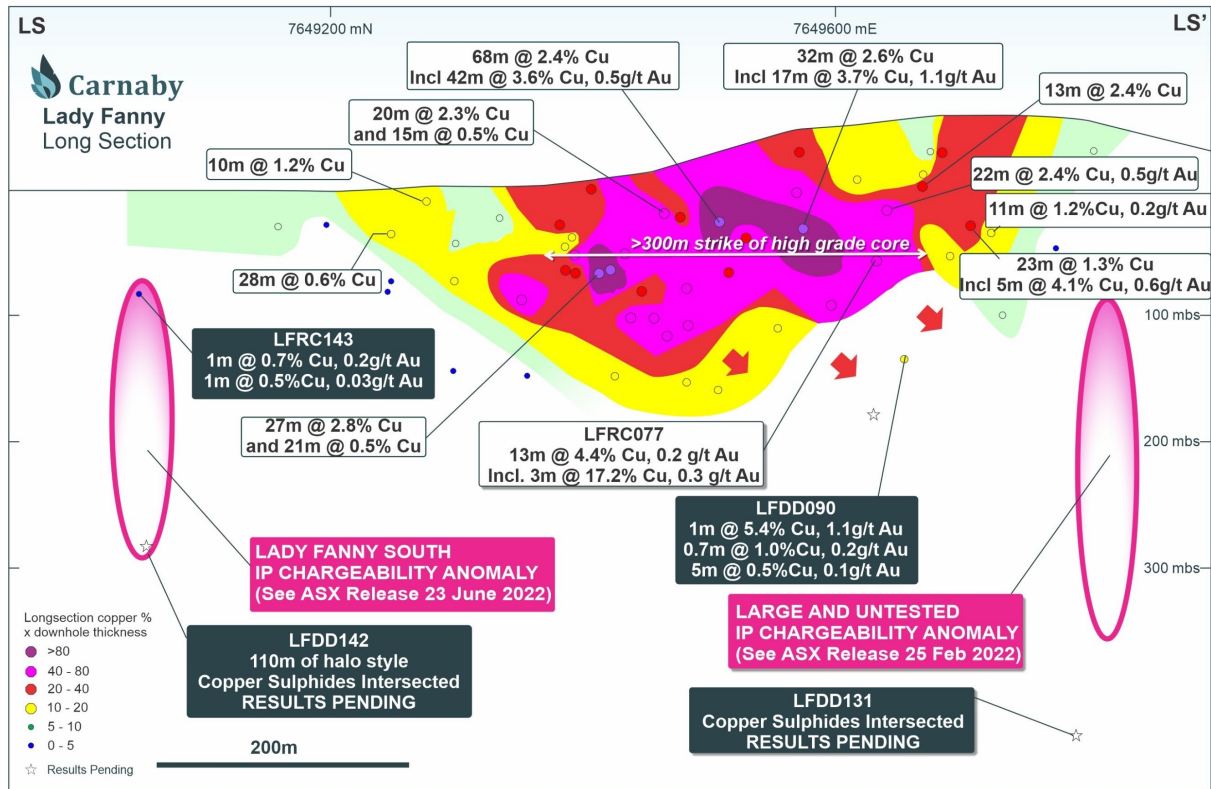 LS
7649200 mN
7649600 mE
LS'
Carnaby
Lady Fanny
Long Section
68m @ 2.4% Cu
Incl 42m @ 3.6% Cu, 0.5g/t Au
32m @ 2.6% Cu
Incl 17m @ 3.7% Cu, 1.1g/t Au
13m @ 2.4% Cu
20m @ 2.3% Cu
and 15m @ 0.5% Cu
10m @ 1.2% Cu
22m @ 2.4% Cu, 0.5g/t Au
11m @ 1.2%Cu, 0.2g/t Au
>300m strike of high grade core
28m @ 0.6% Cu
23m @ 1.3% Cu
Incl 5m @ 4.1% Cu, 0.6g/t Au
100 mbs
LFRC143
1m @ 0.7% Cu, 0.2g/t Au
1m @ 0.5%Cu, 0.03g/t Au
27m @ 2.8% Cu
and 21m @ 0.5% Cu
LFRC077
13m @ 4.4% Cu, 0.2 g/t Au
Incl. 3m @ 17.2% Cu, 0.3 g/t Au
200 mbs
LFDD090
1m @ 5.4% Cu, 1.1g/t Au
0.7m @ 1.0%Cu, 0.2g/t Au
5m @ 0.5%Cu, 0.1g/t Au
LADY FANNY SOUTH
IP CHARGEABILITY ANOMALY
(See ASX Release 23 June 2022)
300 mbs
LARGE AND UNTESTED
IP CHARGEABILITY ANOMALY
(See ASX Release 25 Feb 2022)
Longsection copper %
x downhole thickness
>80
40 - 80
20 - 40
10 - 20
5 - 10
0 - 5
Results Pending
LFDD142
110m of halo style
Copper Sulphides Intersected
RESULTS PENDING
LFDD131
Copper Sulphides Intersected
RESULTS PENDING
200m